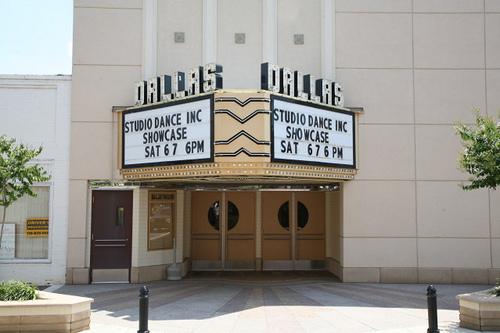 DALLAS
STUDIO DANCE INC
SHOWCASE
SAT 6 7 6PM
DALLAS
STUDIO DANCE INC
SHOWCASE
SAT 6 7 6 PM